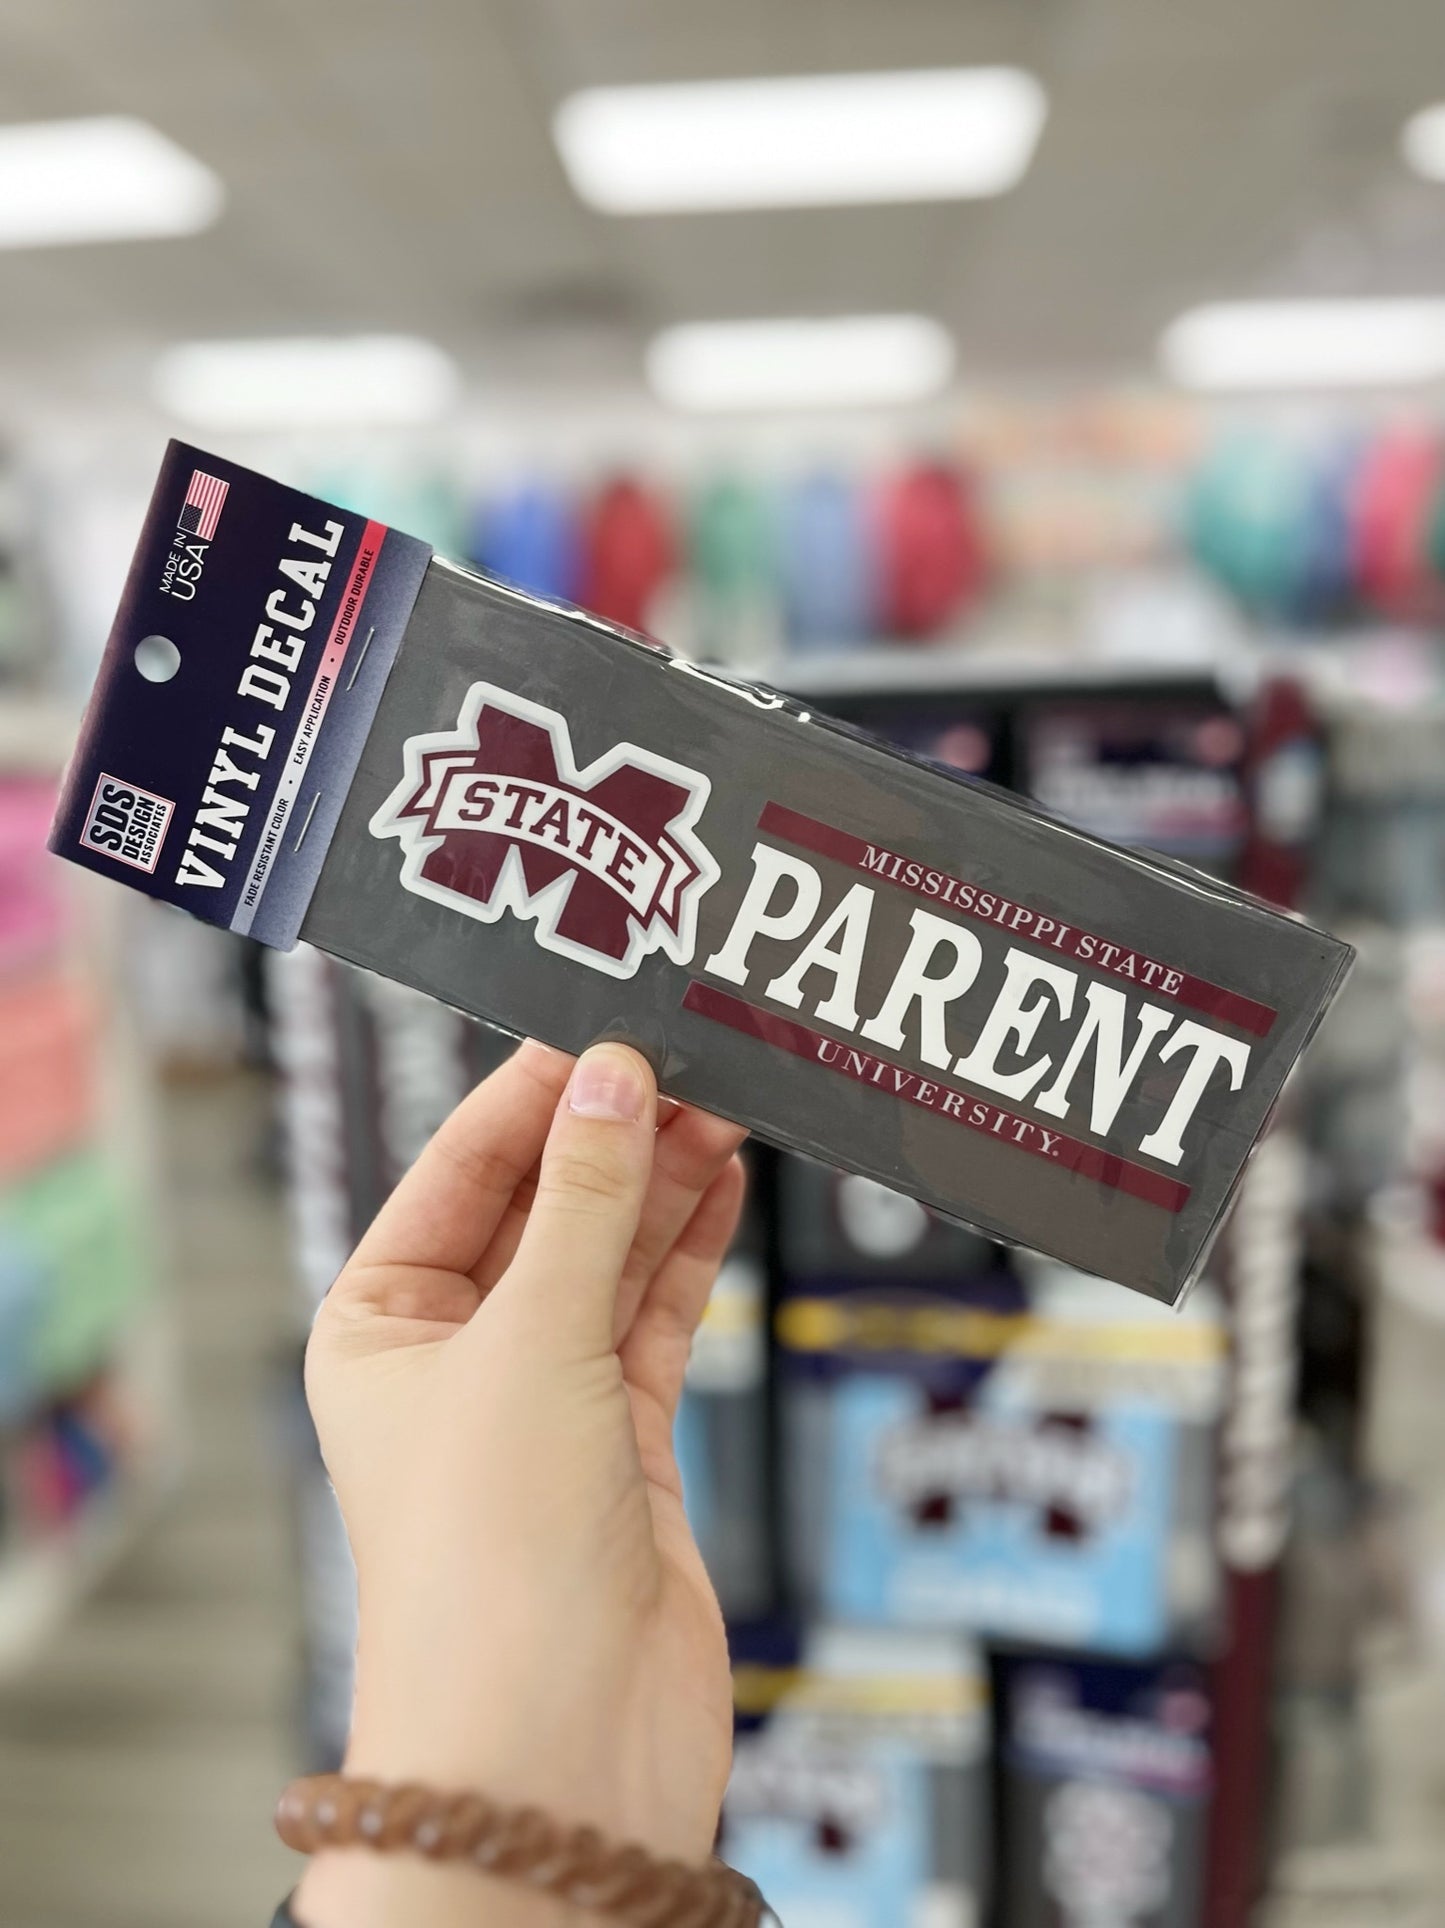 MADE IN
USA
VINYL DECAL
FADE RESISTANT COLOR • EASY APPLICATION • OUTDOOR DURABLE
SDS
DESIGN
ASSOCIATES
STATE
MISSISSIPPI STATE
PARENT
UNIVERSITY.